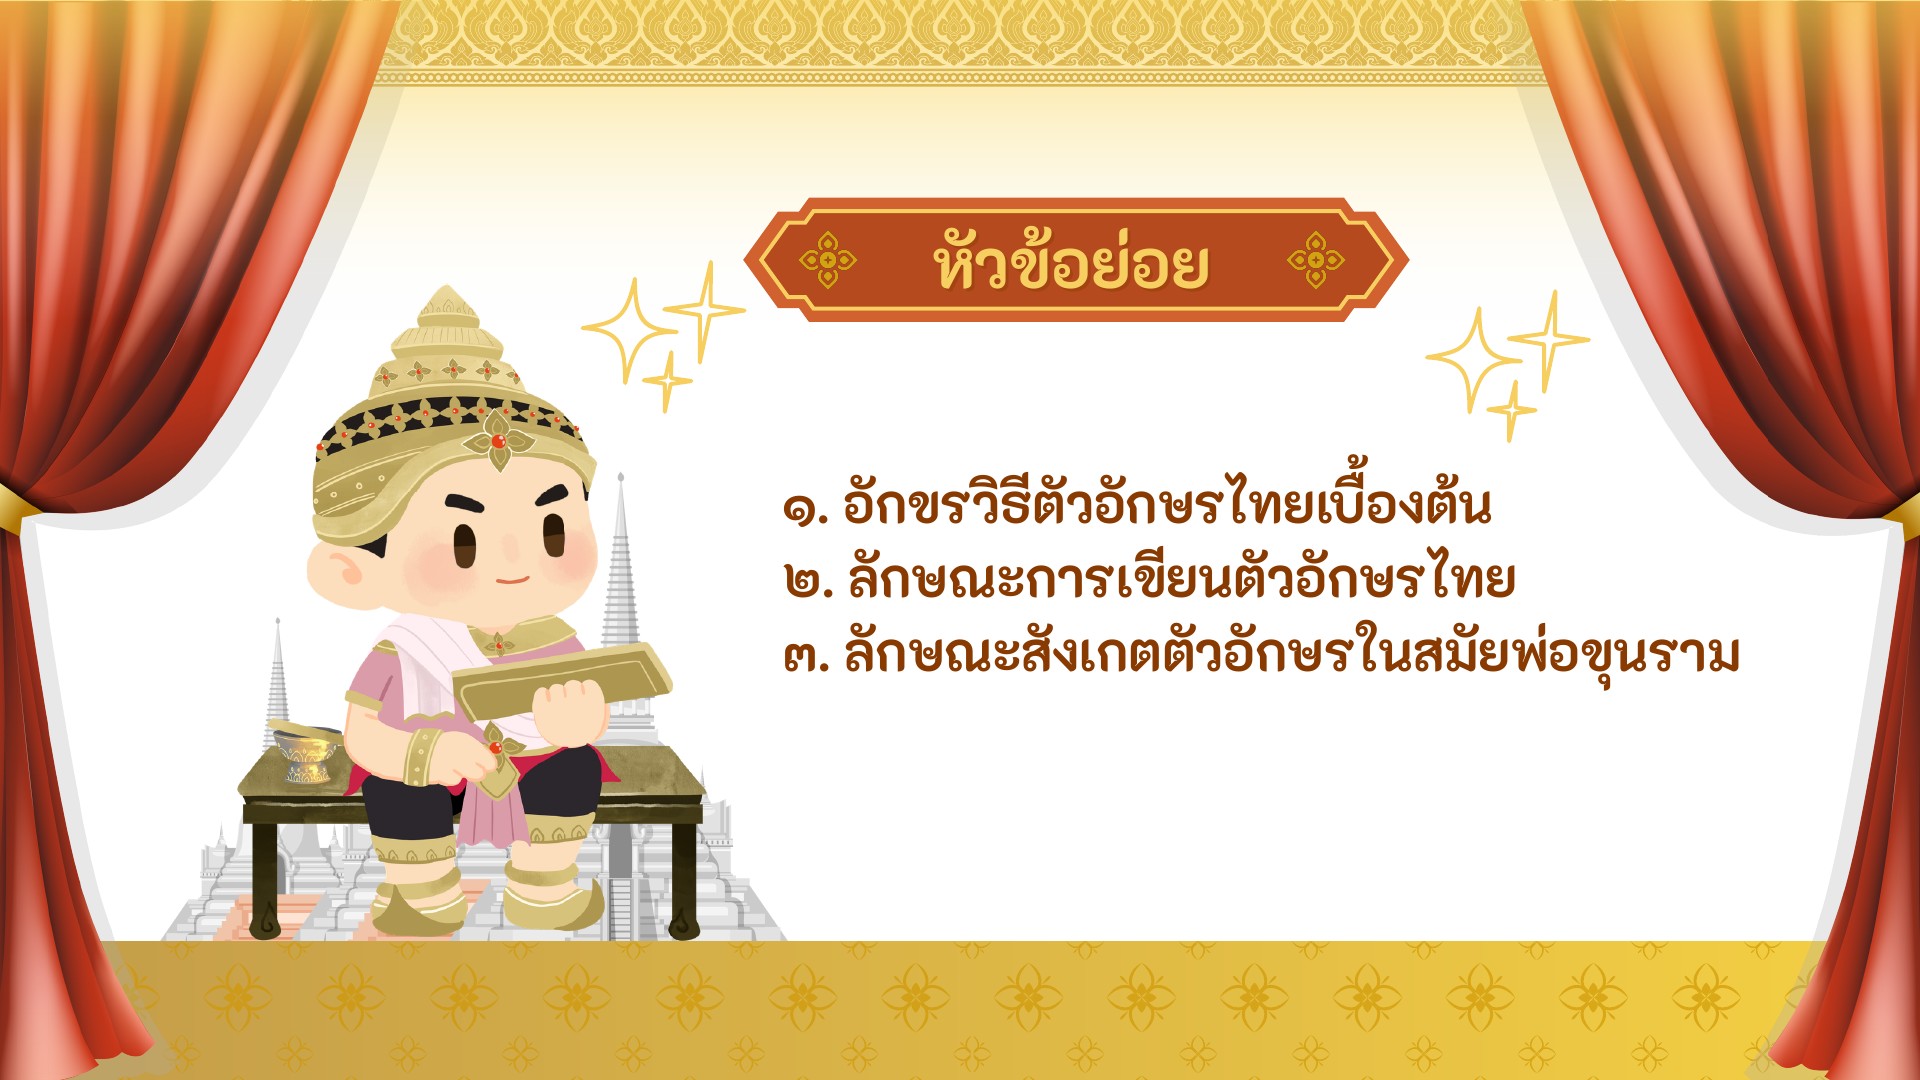 หัวข้อย่อย
๑. อักขรวิธีตัวอักษรไทยเบื้องต้น
๒. ลักษณะการเขียนตัวอักษรไทย
๓. ลักษณะสังเกตตัวอักษรในสมัยพ่อขุนราม